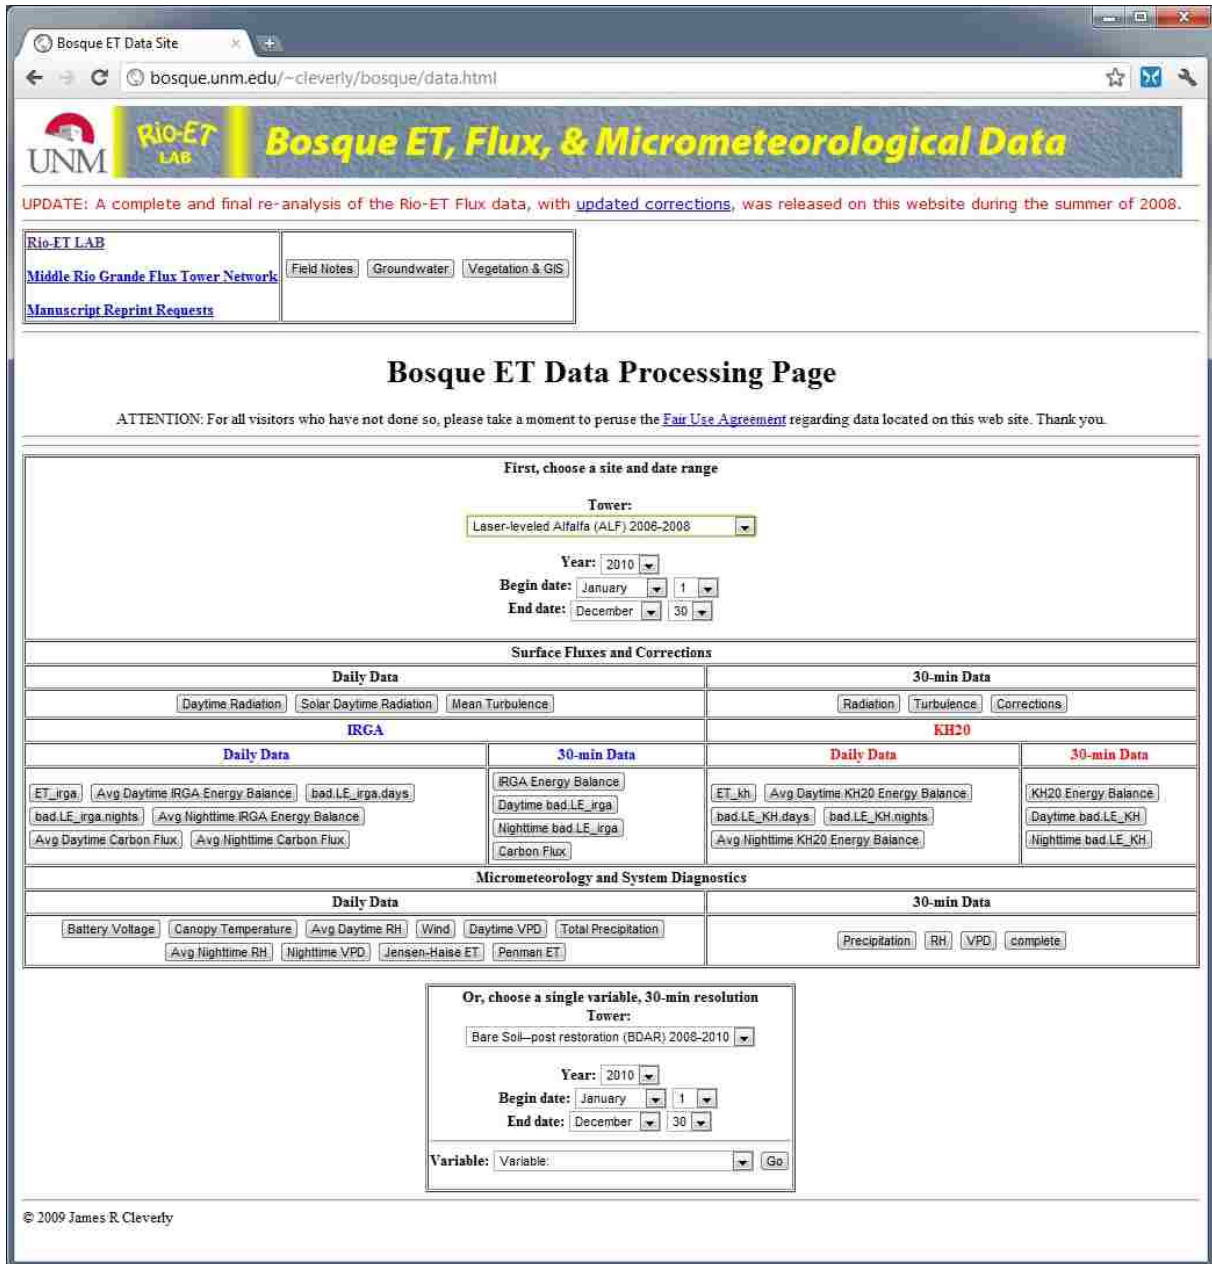 Bosque ET Data Site
bosque.unm.edu/~cleverly/bosque/data.html
UNM Rio-ET LAB Bosque ET, Flux, & Micrometeorological Data
UPDATE: A complete and final re-analysis of the Rio-ET Flux data, with updated corrections, was released on this website during the summer of 2008.
Rio-ET LAB
Middle Rio Grande Flux Tower Network
Manuscript Reprint Requests
Field Notes Groundwater Vegetation & GIS
Bosque ET Data Processing Page
ATTENTION: For all visitors who have not done so, please take a moment to peruse the Fair Use Agreement regarding data located on this web site. Thank you.
First, choose a site and date range
Tower:
Laser-leveled Alfalfa (ALF) 2006-2008
Year: 2010
Begin date: January 1
End date: December 30
Surface Fluxes and Corrections
Daily Data 30-min Data
Daytime Radiation Solar Daytime Radiation Mean Turbulence Radiation Turbulence Corrections
IRGA KH20
Daily Data 30-min Data Daily Data 30-min Data
ET_irga Avg Daytime IRGA Energy Balance bad.LE_irga.days
bad.LE_irga.nights Avg Nighttime IRGA Energy Balance
Avg Daytime Carbon Flux Avg Nighttime Carbon Flux
IRGA Energy Balance
Daytime bad.LE_irga
Nighttime bad.LE_irga
Carbon Flux
ET_kh Avg Daytime KH20 Energy Balance
bad.LE_KH.days bad.LE_KH.nights
Avg Nighttime KH20 Energy Balance
KH20 Energy Balance
Daytime bad.LE_KH
Nighttime bad.LE_KH
Micrometeorology and System Diagnostics
Daily Data 30-min Data
Battery Voltage Canopy Temperature Avg Daytime RH Wind Daytime VPD Total Precipitation
Avg Nighttime RH Nighttime VPD Jensen-Haise ET Penman ET
Precipitation RH VPD complete
Or, choose a single variable, 30-min resolution
Tower:
Bare Soil--post restoration (BDAR) 2008-2010
Year: 2010
Begin date: January 1
End date: December 30
Variable: Variable: Go
© 2009 James R Cleverly